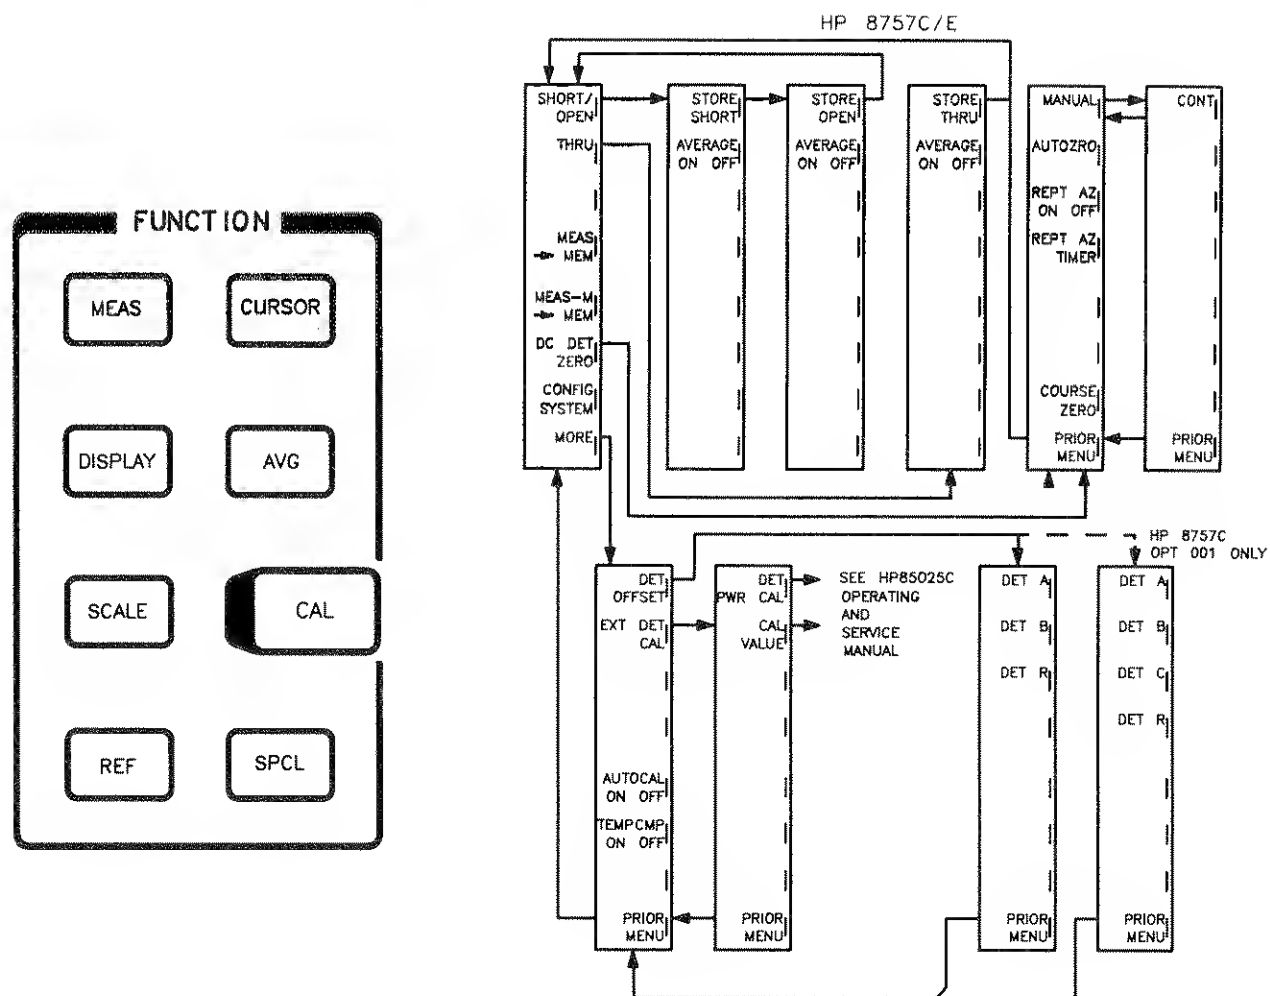 HP 8757C/E
FUNCTION
MEAS
CURSOR
DISPLAY
AVG
SCALE
CAL
REF
SPCL
SHORT/
OPEN
THRU
MEAS
MEM
MEAS-M
MEM
DC DET
ZERO
CONFIG
SYSTEM
MORE
STORE
SHORT
AVERAGE
ON OFF
STORE
OPEN
AVERAGE
ON OFF
STORE
THRU
AVERAGE
ON OFF
MANUAL
AUTOZRO
REPT AZ
ON OFF
REPT AZ
TIMER
COURSE
ZERO
PRIOR
MENU
CONT
PRIOR
MENU
DET
OFFSET
EXT DET
CAL
AUTOCAL
ON OFF
TEMPCMP
ON OFF
PRIOR
MENU
DET
PWR CAL
CAL
VALUE
PRIOR
MENU
SEE HP85025C
OPERATING
AND
SERVICE
MANUAL
DET A
DET B
DET R
PRIOR
MENU
HP 8757C
OPT 001 ONLY
DET A
DET B
DET C
DET R
PRIOR
MENU